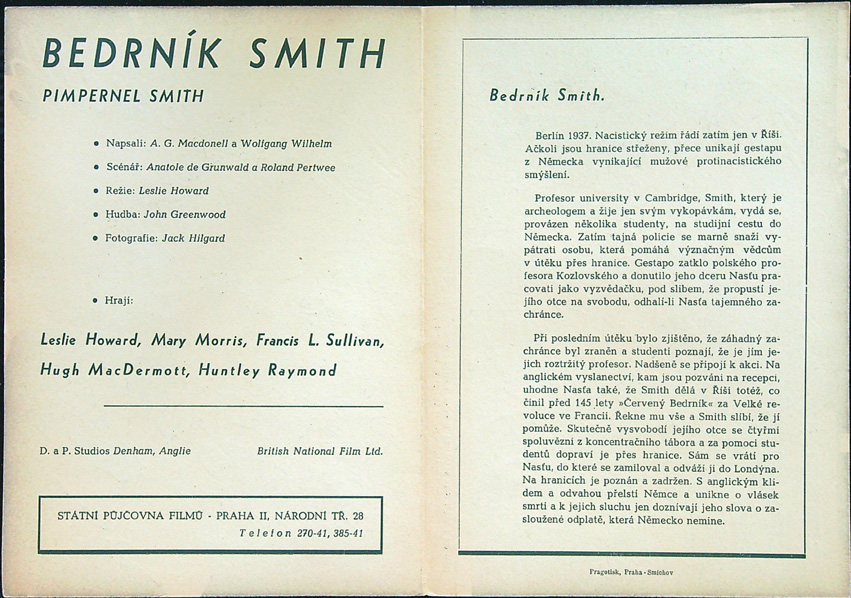 BEDRNÍK SMITH
PIMPERNEL SMITH
• Napsali: A. G. Macdonell a Wolfgang Wilhelm
• Scénář: Anatole de Grunwald a Roland Pertwee
• Režie: Leslie Howard
• Hudba: John Greenwood
• Fotografie: Jack Hilgard
• Hrají:
Leslie Howard, Mary Morris, Francis L. Sullivan,
Hugh MacDermott, Huntley Raymond
D. a P. Studios Denham, Anglie British National Film Ltd.
STÁTNÍ PŮJČOVNA FILMŮ - PRAHA II, NÁRODNÍ TŘ. 28
Telefon 270-41, 385-41
Bedrník Smith.
Berlín 1937. Nacistický režim řádí zatím jen v Říši.
Ačkoli jsou hranice střeženy, přece unikají gestapu
z Německa vynikající mužové protinacistického
smýšlení.
Profesor university v Cambridge, Smith, který je
archeologem a žije jen svým vykopávkám, vydá se,
provázen několika studenty, na studijní cestu do
Německa. Zatím tajná policie se marně snaží vy-
pátrati osobu, která pomáhá význačným vědcům
v útěku přes hranice. Gestapo zatklo polského pro-
fesora Kozlovského a donutilo jeho dceru Nasťu pra-
covati jako vyzvědačku, pod slibem, že propustí je-
jího otce na svobodu, odhalí-li Nasťa tajemného za-
chránce.
Při posledním útěku bylo zjištěno, že záhadný za-
chránce byl zraněn a studenti poznají, že je jím je-
jich roztržitý profesor. Nadšeně se připojí k akci. Na
anglickém vyslanectví, kam jsou pozváni na recepci,
uhodne Nasťa také, že Smith dělá v Říši totéž, co
činil před 145 lety »Červený Bedrník« za Velké re-
voluce ve Francii. Řekne mu vše a Smith slíbí, že jí
pomůže. Skutečně vysvobodí jejího otce se čtyřmi
spoluvězni z koncentračního tábora a za pomoci stu-
dentů dopraví je přes hranice. Sám se vrátí pro
Nasťu, do které se zamiloval a odváží ji do Londýna.
Na hranicích je poznán a zadržen. S anglickým kli-
dem a odvahou přelstí Němce a unikne o vlásek
smrti a k jejich sluchu jen doznívají jeho slova o za-
sloužené odplatě, která Německo nemine.
Pragotisk, Praha - Smíchov